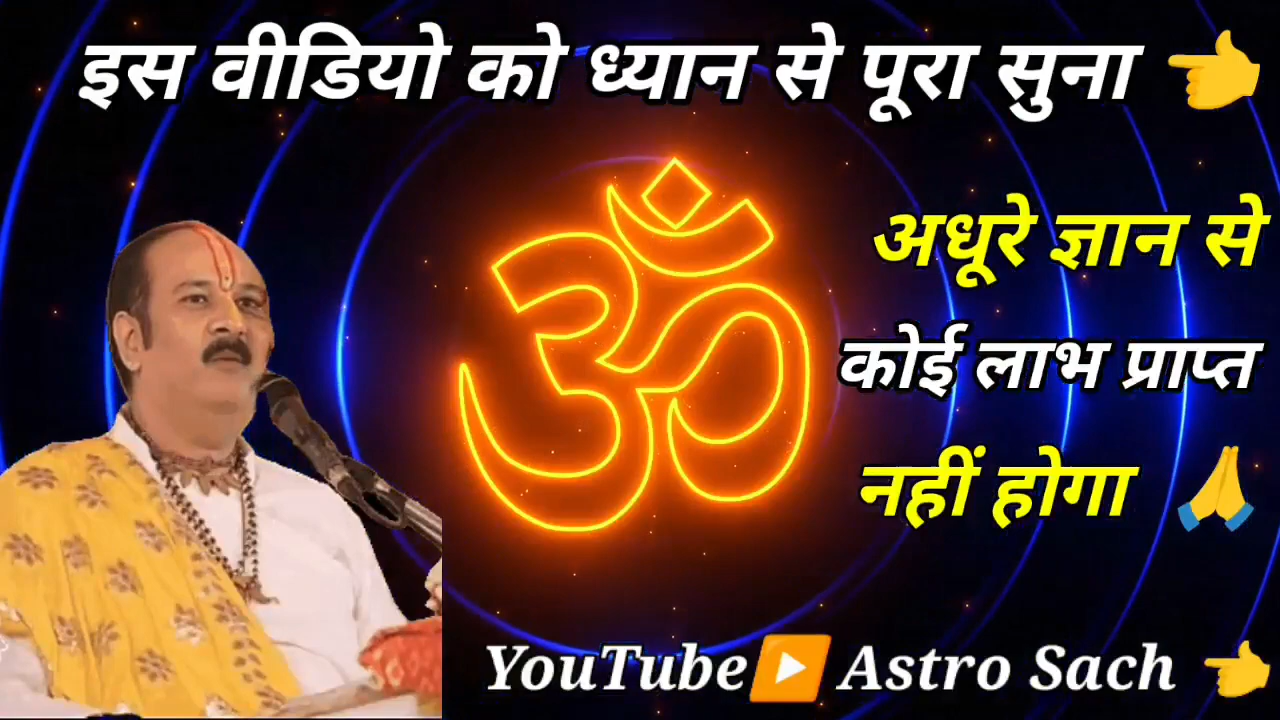 इस वीडियो को ध्यान से पूरा सुना 👈
अधूरे ज्ञान से
कोई लाभ प्राप्त
नहीं होगा 🙏
YouTube▶️Astro Sach 👈